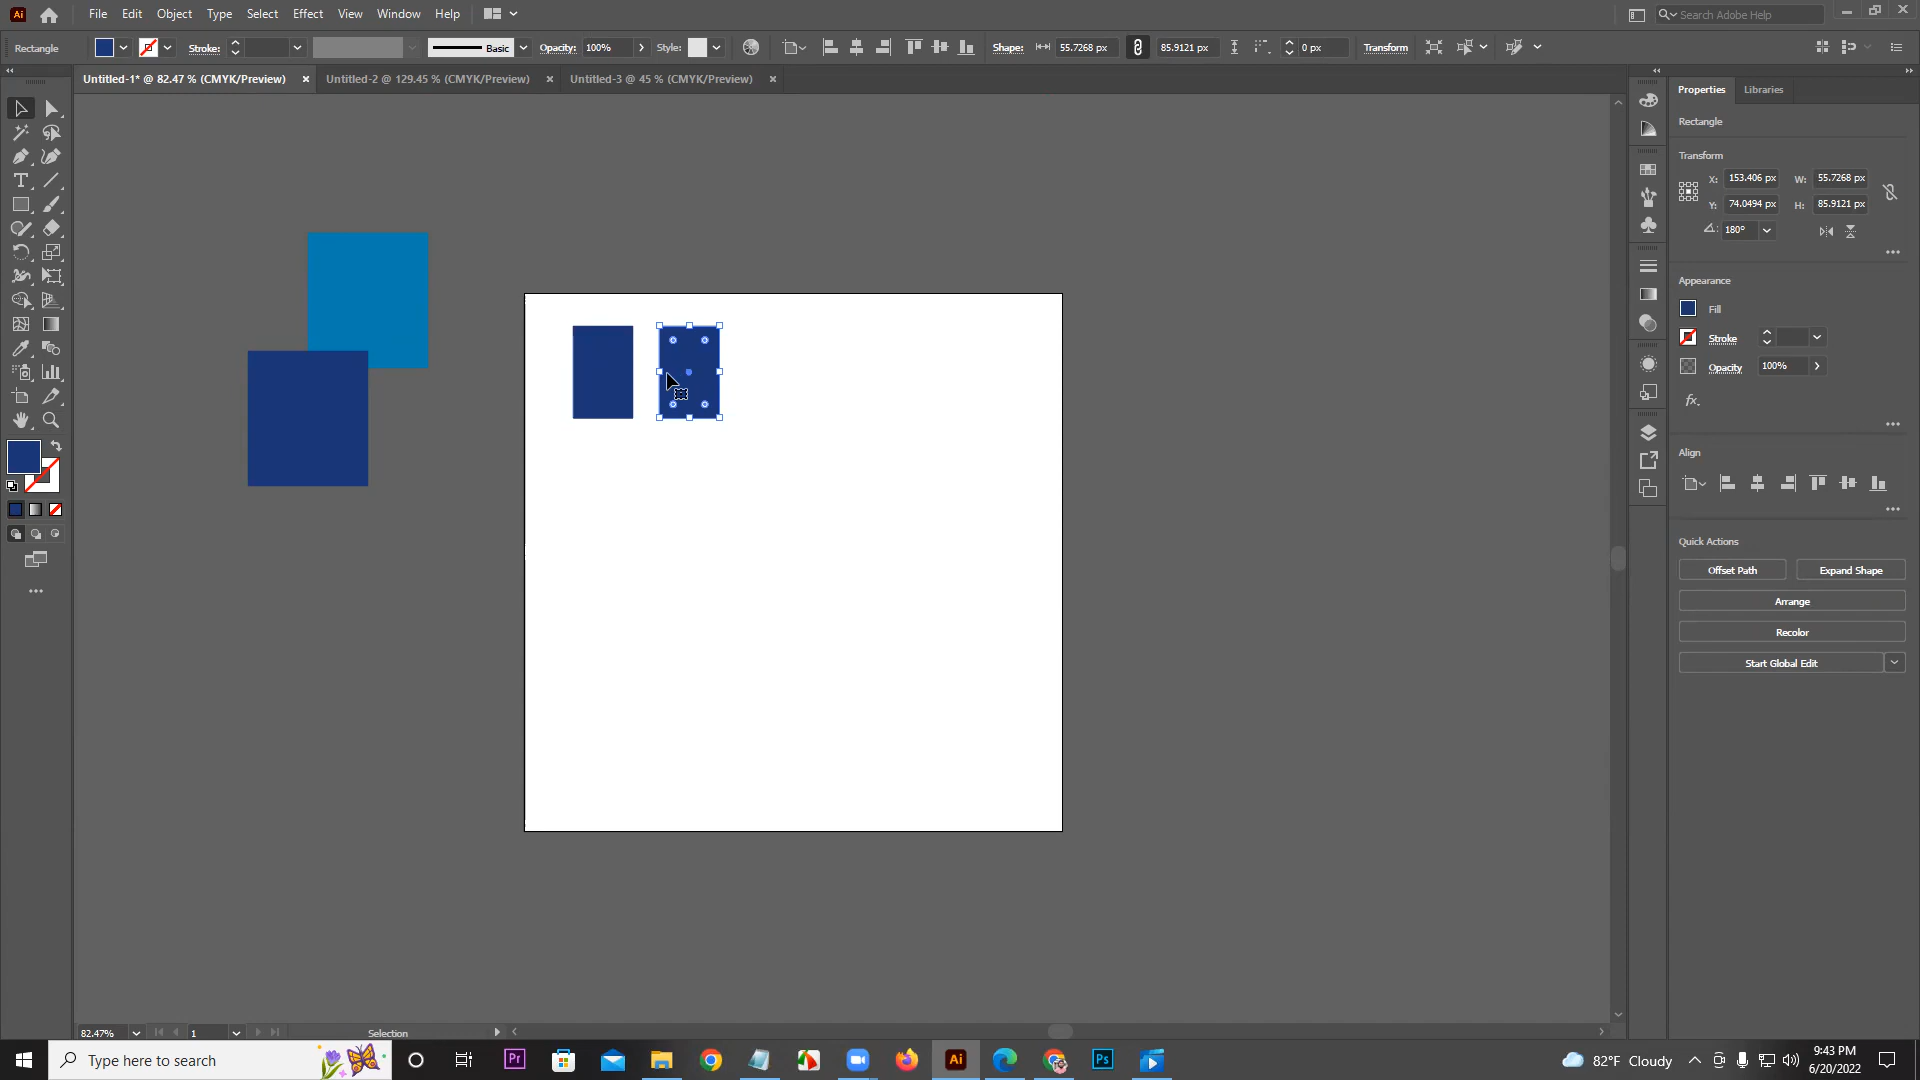 Ai File Edit Object Type Select Effect View Window Help Search Adobe Help
Rectangle Stroke: Basic Opacity: 100% Style: Shape: 55.7268 px 85.9121 px 0 px Transform
Untitled-1* @ 82.47 % (CMYK/Preview) Untitled-2 @ 129.45 % (CMYK/Preview) Untitled-3 @ 45 % (CMYK/Preview)
Properties Libraries
Rectangle
Transform
X: 153.406 px W: 55.7268 px
Y: 74.0494 px H: 85.9121 px
180°
Appearance
Fill
Stroke
Opacity 100%
fx.
Align
Quick Actions
Offset Path Expand Shape
Arrange
Recolor
Start Global Edit
82.47% 1 Selection
Type here to search Pr Ai Ps 82°F Cloudy 9:43 PM
6/20/2022